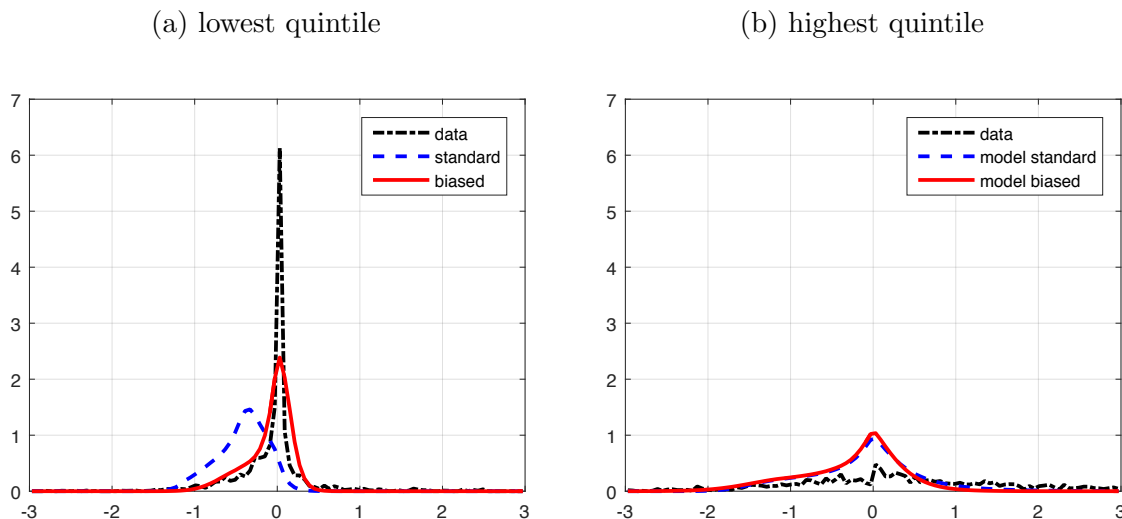 (a) lowest quintile
7
6
5
4
3
2
1
0
-3 -2 -1 0 1 2 3
data
standard
biased
(b) highest quintile
7
6
5
4
3
2
1
0
-3 -2 -1 0 1 2 3
data
model standard
model biased